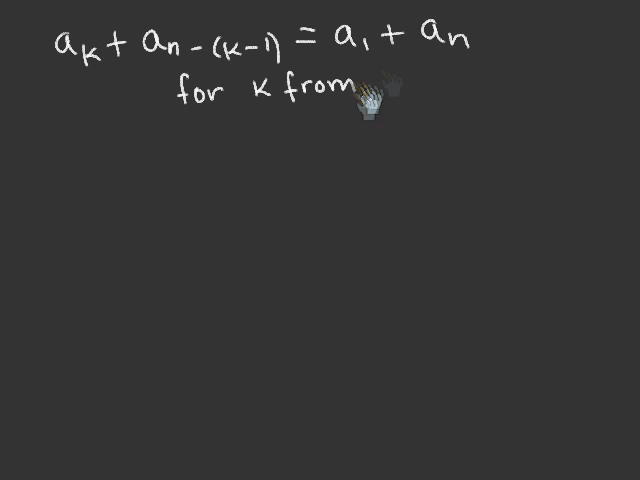 a_k + a_{n-(k-1)} = a_1 + a_n
for k from